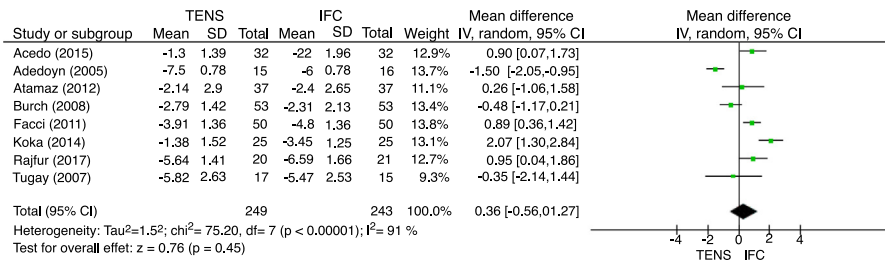 TENS IFC Mean difference Mean difference
Study or subgroup Mean SD Total Mean SD Total Weight IV, random, 95% CI IV, random, 95% CI
Acedo (2015) -1.3 1.39 32 -22 1.96 32 12.9% 0.90 [0.07,1.73]
Adedoyn (2005) -7.5 0.78 15 -6 0.78 16 13.7% -1.50 [-2.05,-0.95]
Atamaz (2012) -2.14 2.9 37 -2.4 2.65 37 11.1% 0.26 [-1.06,1.58]
Burch (2008) -2.79 1.42 53 -2.31 2.13 53 13.4% -0.48 [-1.17,0.21]
Facci (2011) -3.91 1.36 50 -4.8 1.36 50 13.8% 0.89 [0.36,1.42]
Koka (2014) -1.38 1.52 25 -3.45 1.25 25 13.1% 2.07 [1.30,2.84]
Rajfur (2017) -5.64 1.41 20 -6.59 1.66 21 12.7% 0.95 [0.04,1.86]
Tugay (2007) -5.82 2.63 17 -5.47 2.53 15 9.3% -0.35 [-2.14,1.44]
Total (95% CI) 249 243 100.0% 0.36 [-0.56,01.27]
Heterogeneity: Tau²=1.5²; chi²= 75.20, df= 7 (p < 0.00001); I²= 91 %
Test for overall effet: z = 0.76 (p = 0.45)
-4 -2 0 2 4
TENS IFC